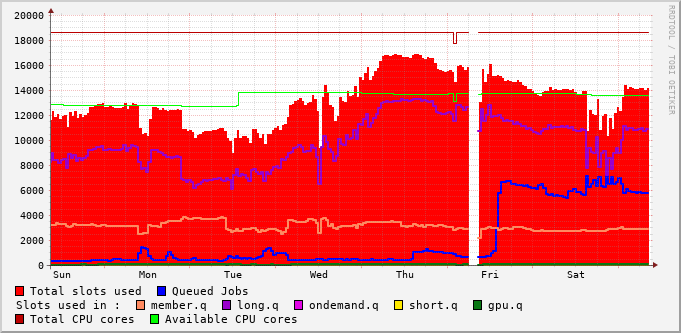 20000
18000
16000
14000
12000
10000
8000
6000
4000
2000
0
Sun Mon Tue Wed Thu Fri Sat
RRDTOOL / TOBI OETIKER
Total slots used Queued Jobs
Slots used in : member.q long.q ondemand.q short.q gpu.q
Total CPU cores Available CPU cores